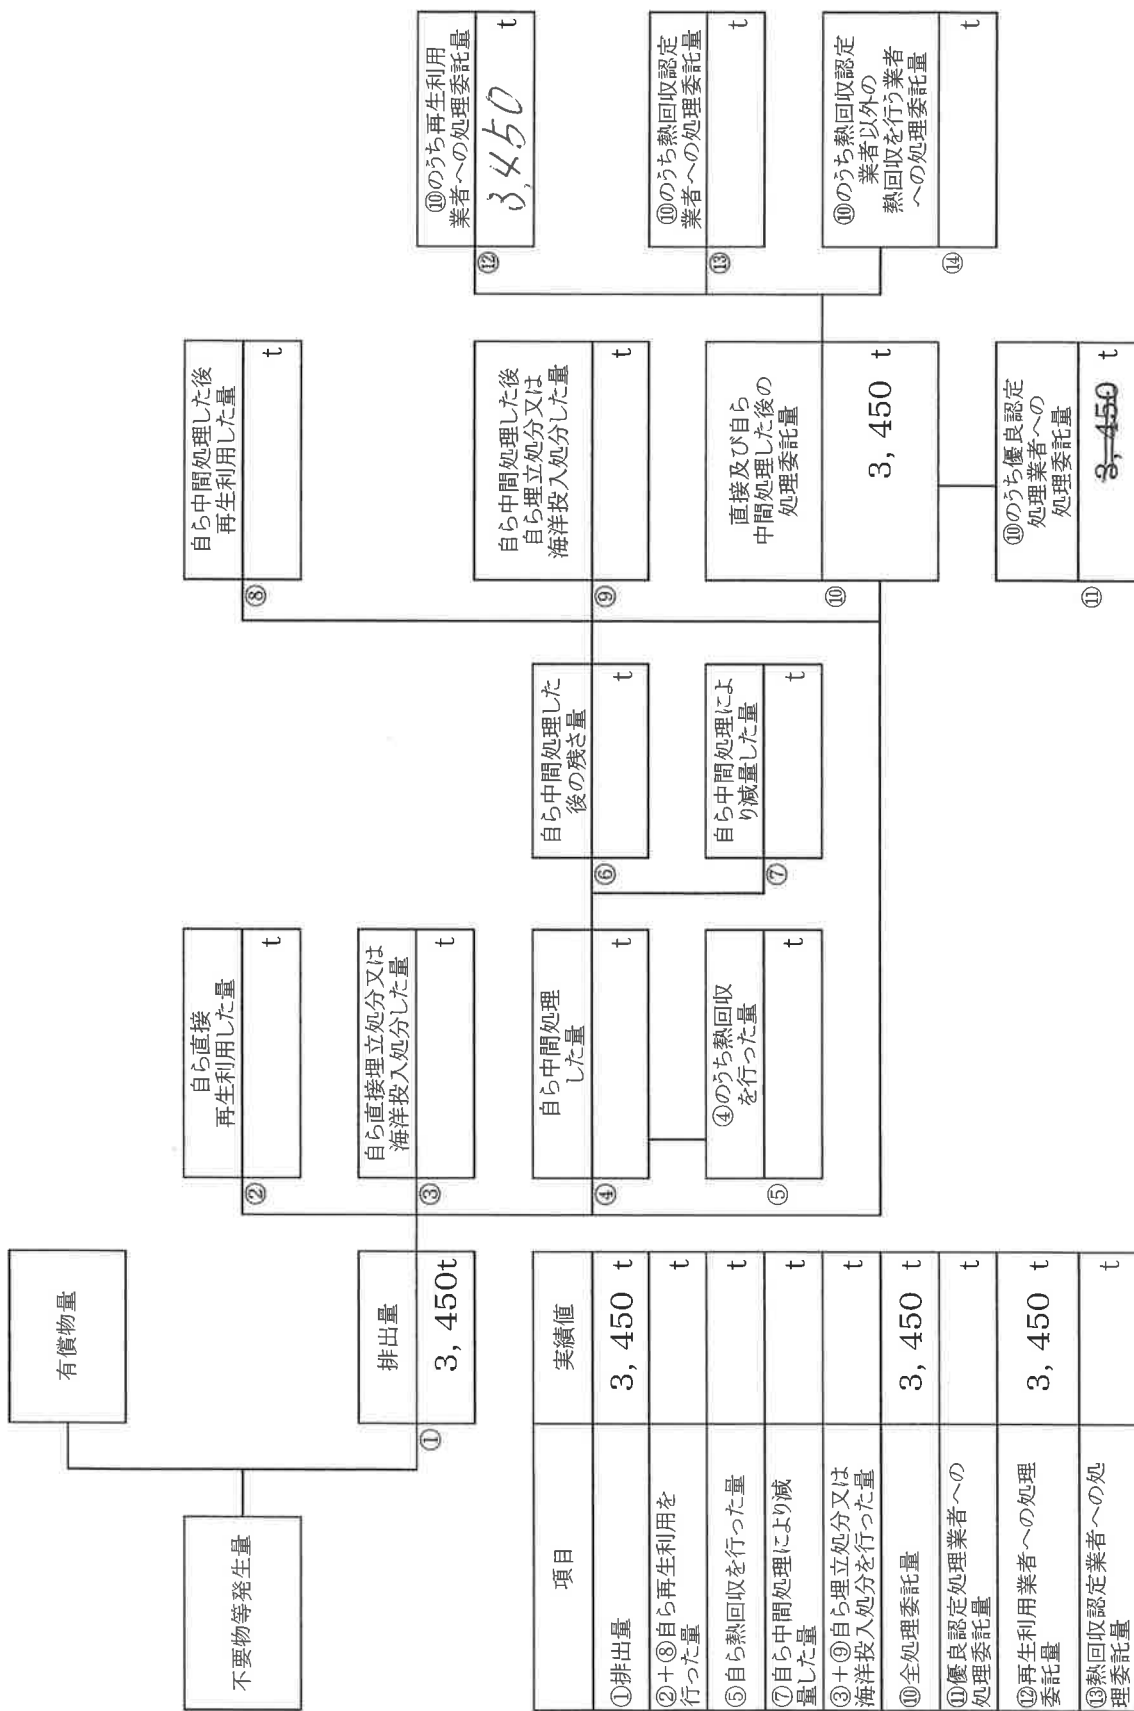 不要物等発生量
有償物量
排出量
① 3,450t
自ら直接
再生利用した量
② t
自ら直接埋立処分又は
海洋投入処分した量
③ t
自ら中間処理
した量
④ t
④のうち熱回収
を行った量
⑤ t
自ら中間処理した
後の残さ量
⑥ t
自ら中間処理によ
り減量した量
⑦ t
自ら中間処理した後
再生利用した量
⑧ t
自ら中間処理した後
自ら埋立処分又は
海洋投入処分した量
⑨ t
直接及び自ら
中間処理した後の
処理委託量
⑩ 3,450 t
⑩のうち優良認定
処理業者への
処理委託量
⑪ 3,450 t
⑩のうち再生利用
業者への処理委託量
⑫ 3,450 t
⑩のうち熱回収認定
業者への処理委託量
⑬ t
⑩のうち熱回収認定
業者以外の
熱回収を行う業者
への処理委託量
⑭ t
項目 実績値
①排出量 3,450 t
②+⑧自ら再生利用を
行った量 t
⑤自ら熱回収を行った量 t
⑦自ら中間処理により減
量した量 t
③+⑨自ら埋立処分又は
海洋投入処分を行った量 t
⑩全処理委託量 3,450 t
⑪優良認定処理業者への
処理委託量 t
⑫再生利用業者への処理
委託量 3,450 t
⑬熱回収認定業者への処
理委託量 t